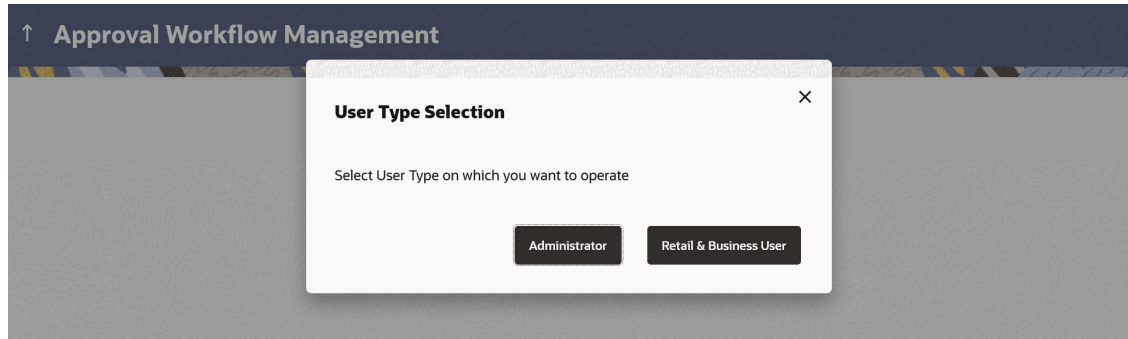 ↑ Approval Workflow Management
User Type Selection
Select User Type on which you want to operate
Administrator Retail & Business User